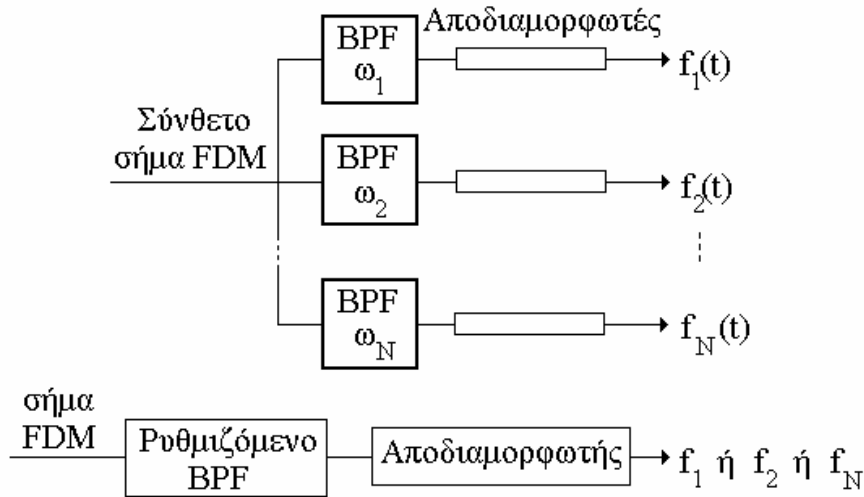 Αποδιαμορφωτές
BPF
ω1
f1(t)
Σύνθετο
σήμα FDM
BPF
ω2
f2(t)
BPF
ωN
fN(t)
σήμα
FDM
Ρυθμιζόμενο
BPF
Αποδιαμορφωτής
f1 ή f2 ή fN